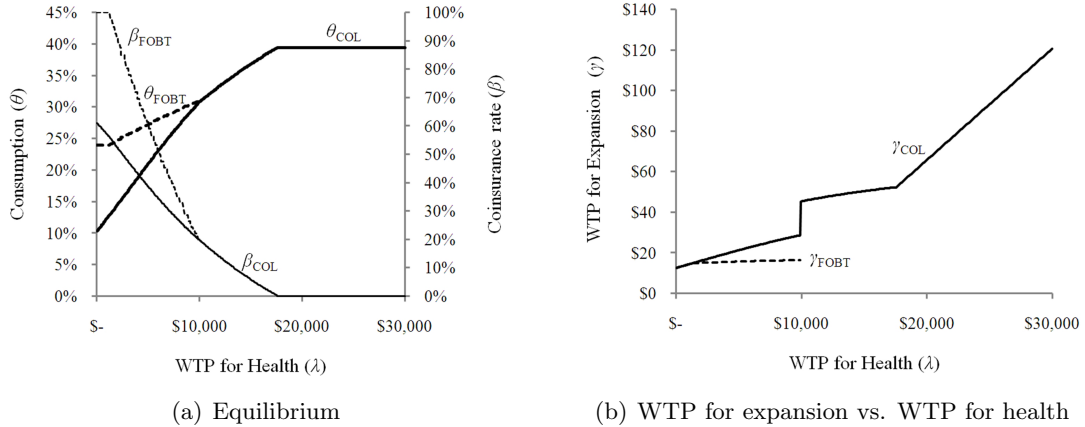 45%
40%
35%
30%
25%
20%
15%
10%
5%
0%
Consumption (θ)
β_FOBT
θ_FOBT
θ_COL
β_COL
100%
90%
80%
70%
60%
50%
40%
30%
20%
10%
0%
Coinsurance rate (β)
$- $10,000 $20,000 $30,000
WTP for Health (λ)
(a) Equilibrium
$140
$120
$100
$80
$60
$40
$20
$0
WTP for Expansion (γ)
γ_COL
γ_FOBT
$- $10,000 $20,000 $30,000
WTP for Health (λ)
(b) WTP for expansion vs. WTP for health